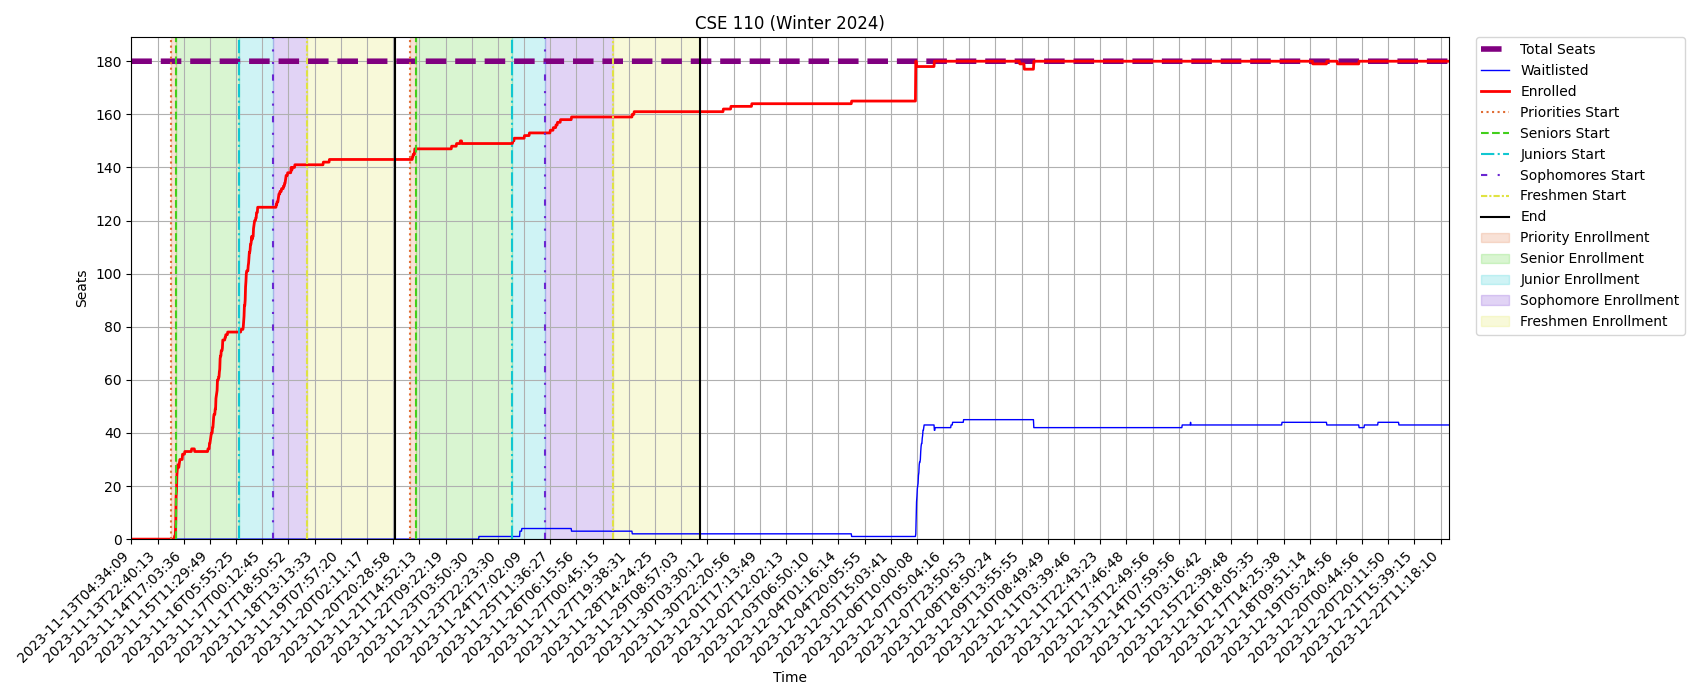 CSE 110 (Winter 2024)
Total Seats
Waitlisted
Enrolled
Priorities Start
Seniors Start
Juniors Start
Sophomores Start
Freshmen Start
End
Priority Enrollment
Senior Enrollment
Junior Enrollment
Sophomore Enrollment
Freshmen Enrollment
Seats
180
160
140
120
100
80
60
40
20
0
2023-11-13T04:34:09
2023-11-13T22:40:13
2023-11-14T17:03:36
2023-11-15T11:29:49
2023-11-16T05:55:25
2023-11-17T00:12:45
2023-11-17T18:50:52
2023-11-18T13:13:33
2023-11-19T07:57:20
2023-11-20T02:11:17
2023-11-20T20:28:58
2023-11-21T14:52:13
2023-11-22T09:22:19
2023-11-23T03:50:30
2023-11-23T22:23:30
2023-11-24T17:02:09
2023-11-25T11:36:27
2023-11-26T06:15:56
2023-11-27T00:45:15
2023-11-27T19:38:31
2023-11-28T14:24:25
2023-11-29T08:57:03
2023-11-30T03:30:12
2023-11-30T22:20:56
2023-12-01T17:13:49
2023-12-02T12:02:13
2023-12-03T06:50:10
2023-12-04T01:16:14
2023-12-04T20:05:55
2023-12-05T15:03:41
2023-12-06T10:00:08
2023-12-07T05:04:16
2023-12-07T23:50:53
2023-12-08T18:50:24
2023-12-09T13:55:55
2023-12-10T08:49:49
2023-12-11T03:39:46
2023-12-11T22:43:23
2023-12-12T17:46:48
2023-12-13T12:49:56
2023-12-14T07:59:56
2023-12-15T03:16:42
2023-12-15T22:39:48
2023-12-16T18:05:35
2023-12-17T14:25:38
2023-12-18T09:51:14
2023-12-19T05:24:56
2023-12-20T00:44:56
2023-12-20T20:11:50
2023-12-21T15:39:15
2023-12-22T11:18:10
Time